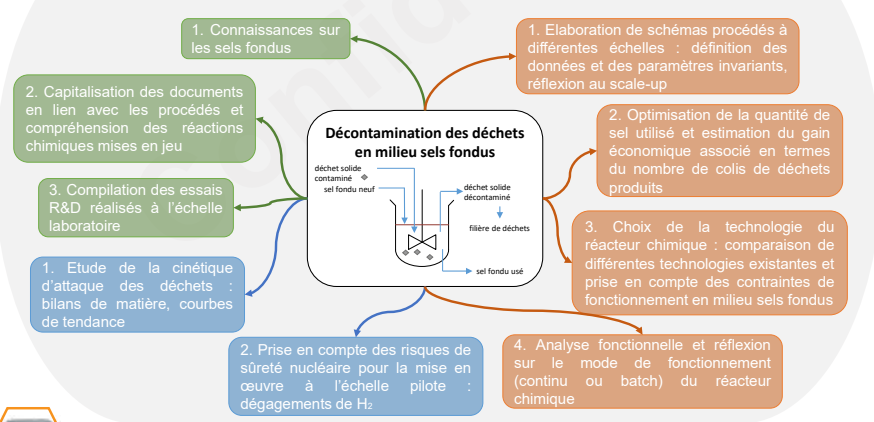 1. Connaissances sur
les sels fondus
2. Capitalisation des documents
en lien avec les procédés et
compréhension des réactions
chimiques mises en jeu
3. Compilation des essais
R&D réalisés à l'échelle
laboratoire
1. Etude de la cinétique
d'attaque des déchets :
bilans de matière, courbes
de tendance
2. Prise en compte des risques de
sûreté nucléaire pour la mise en
œuvre à l'échelle pilote :
dégagements de H₂
Décontamination des déchets
en milieu sels fondus
déchet solide
contaminé
sel fondu neuf
déchet solide
décontaminé
filière de déchets
sel fondu usé
1. Elaboration de schémas procédés à
différentes échelles : définition des
données et des paramètres invariants,
réflexion au scale-up
2. Optimisation de la quantité de
sel utilisé et estimation du gain
économique associé en termes
du nombre de colis de déchets
produits
3. Choix de la technologie du
réacteur chimique : comparaison de
différentes technologies existantes et
prise en compte des contraintes de
fonctionnement en milieu sels fondus
4. Analyse fonctionnelle et réflexion
sur le mode de fonctionnement
(continu ou batch) du réacteur
chimique